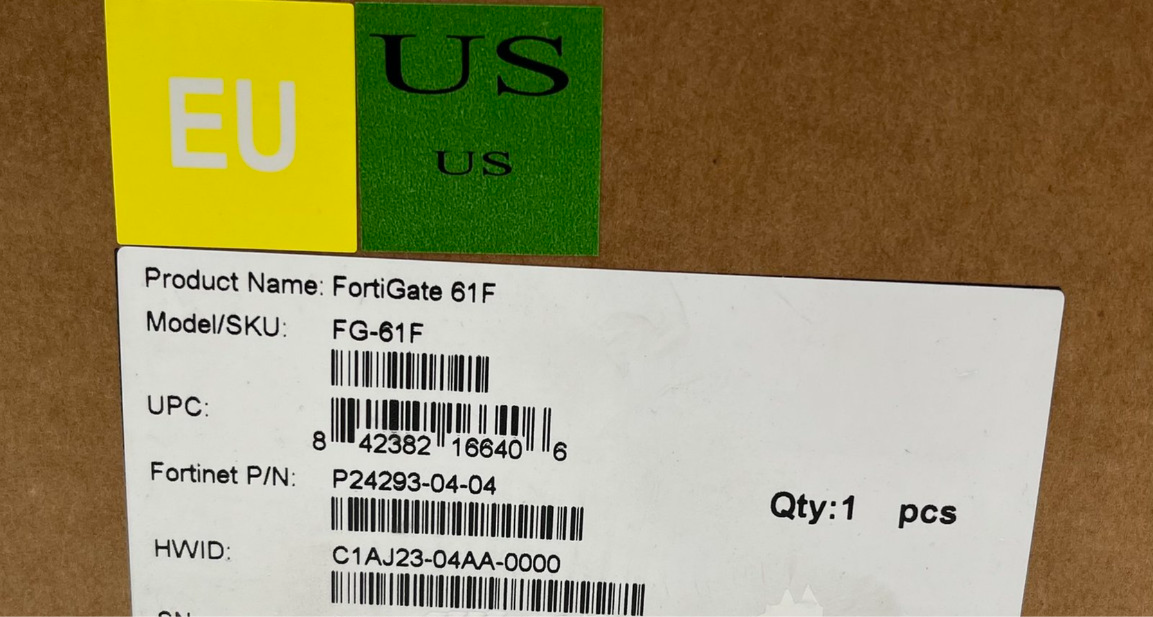 EU
US
US
Product Name: FortiGate 61F
Model/SKU: FG-61F
UPC:
8 42382 16640 6
Fortinet P/N: P24293-04-04
Qty:1 pcs
HWID: C1AJ23-04AA-0000